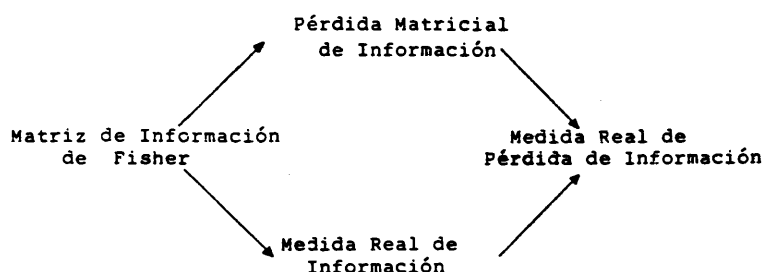 Pérdida Matricial
de Información
Matriz de Información
de Fisher
Medida Real de
Pérdida de Información
Medida Real de
Información